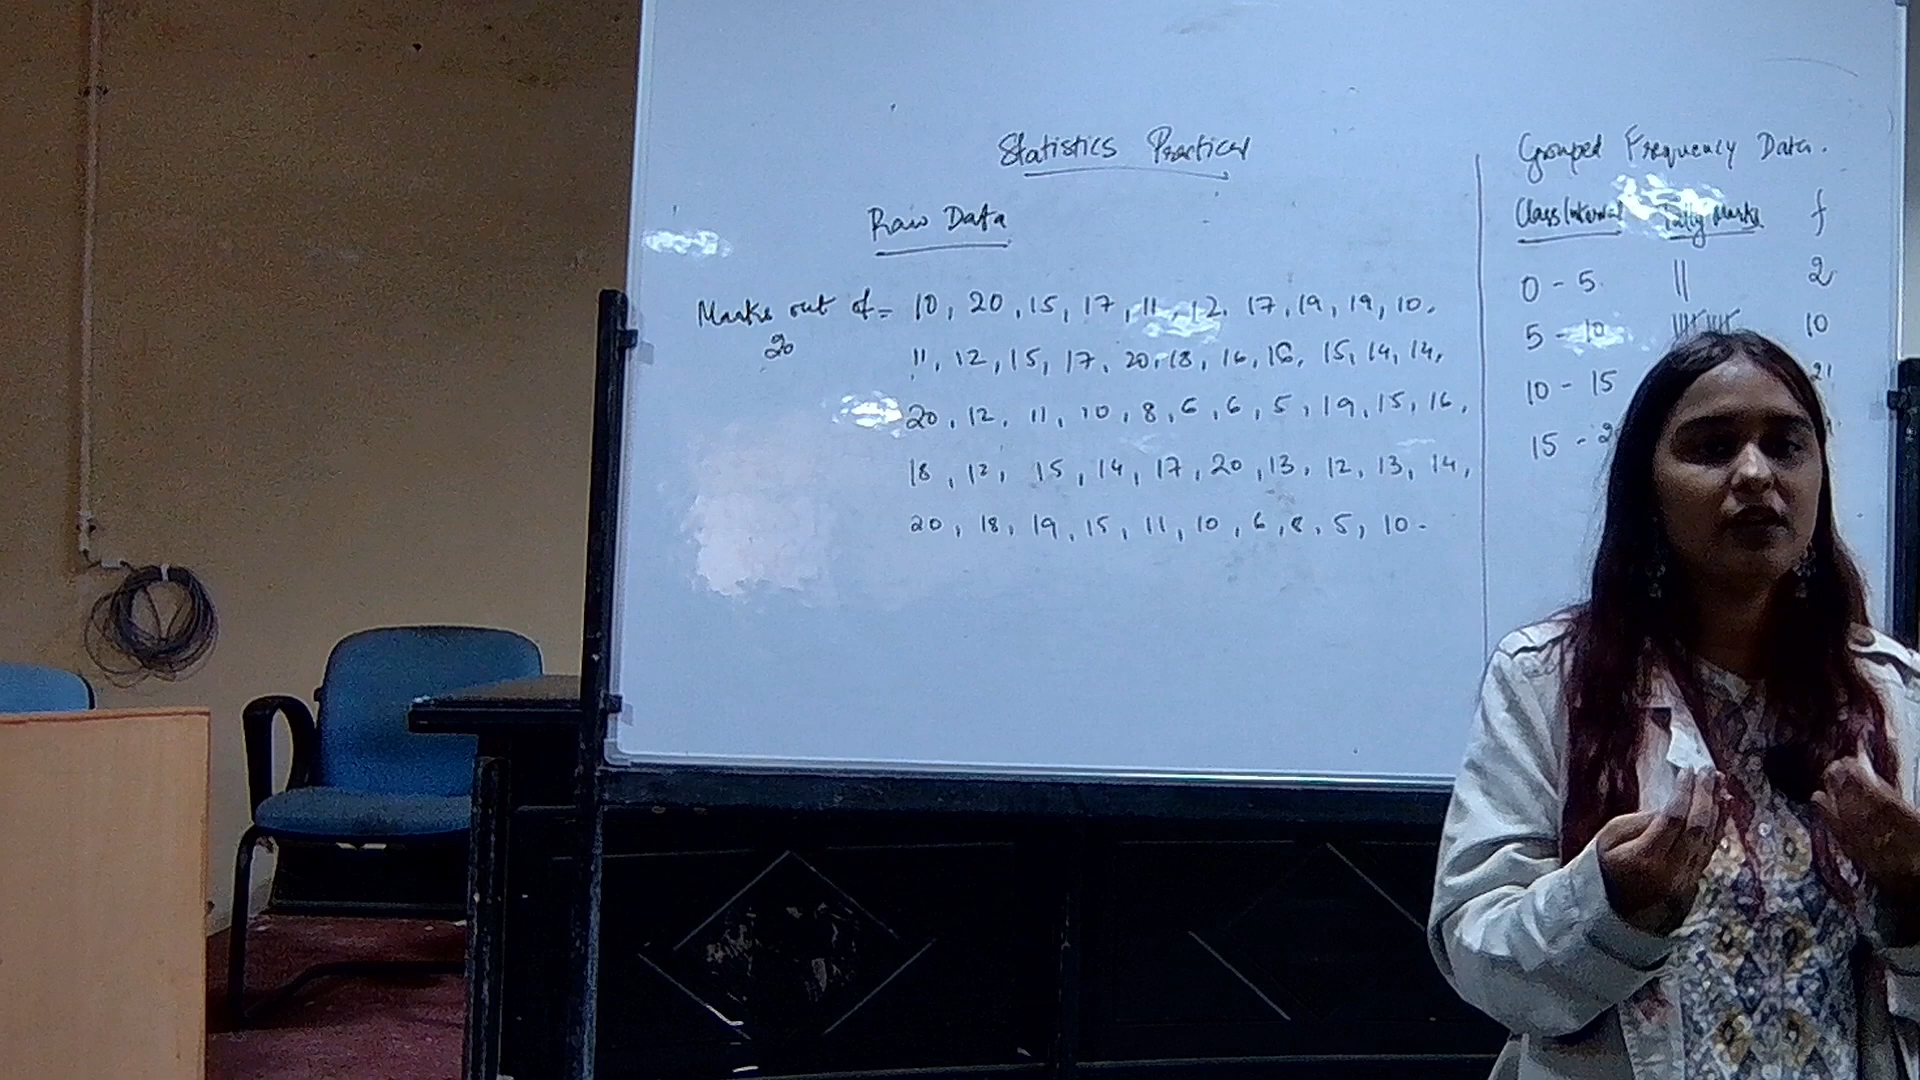 Statistics Practical
Raw Data
Marks out of = 10, 20, 15, 17, 11, 12, 17, 19, 19, 10.
20
11, 12, 15, 17, 20, 18, 16, 16, 15, 14, 14,
20, 12, 11, 10, 8, 6, 6, 5, 19, 15, 16,
18, 12, 15, 14, 17, 20, 13, 12, 13, 14,
20, 18, 19, 15, 11, 10, 6, 8, 5, 10.
Grouped Frequency Data.
Class Interval Tally Marks f
0 - 5 || 2
5 - 10 10
10 - 15 21
15 -